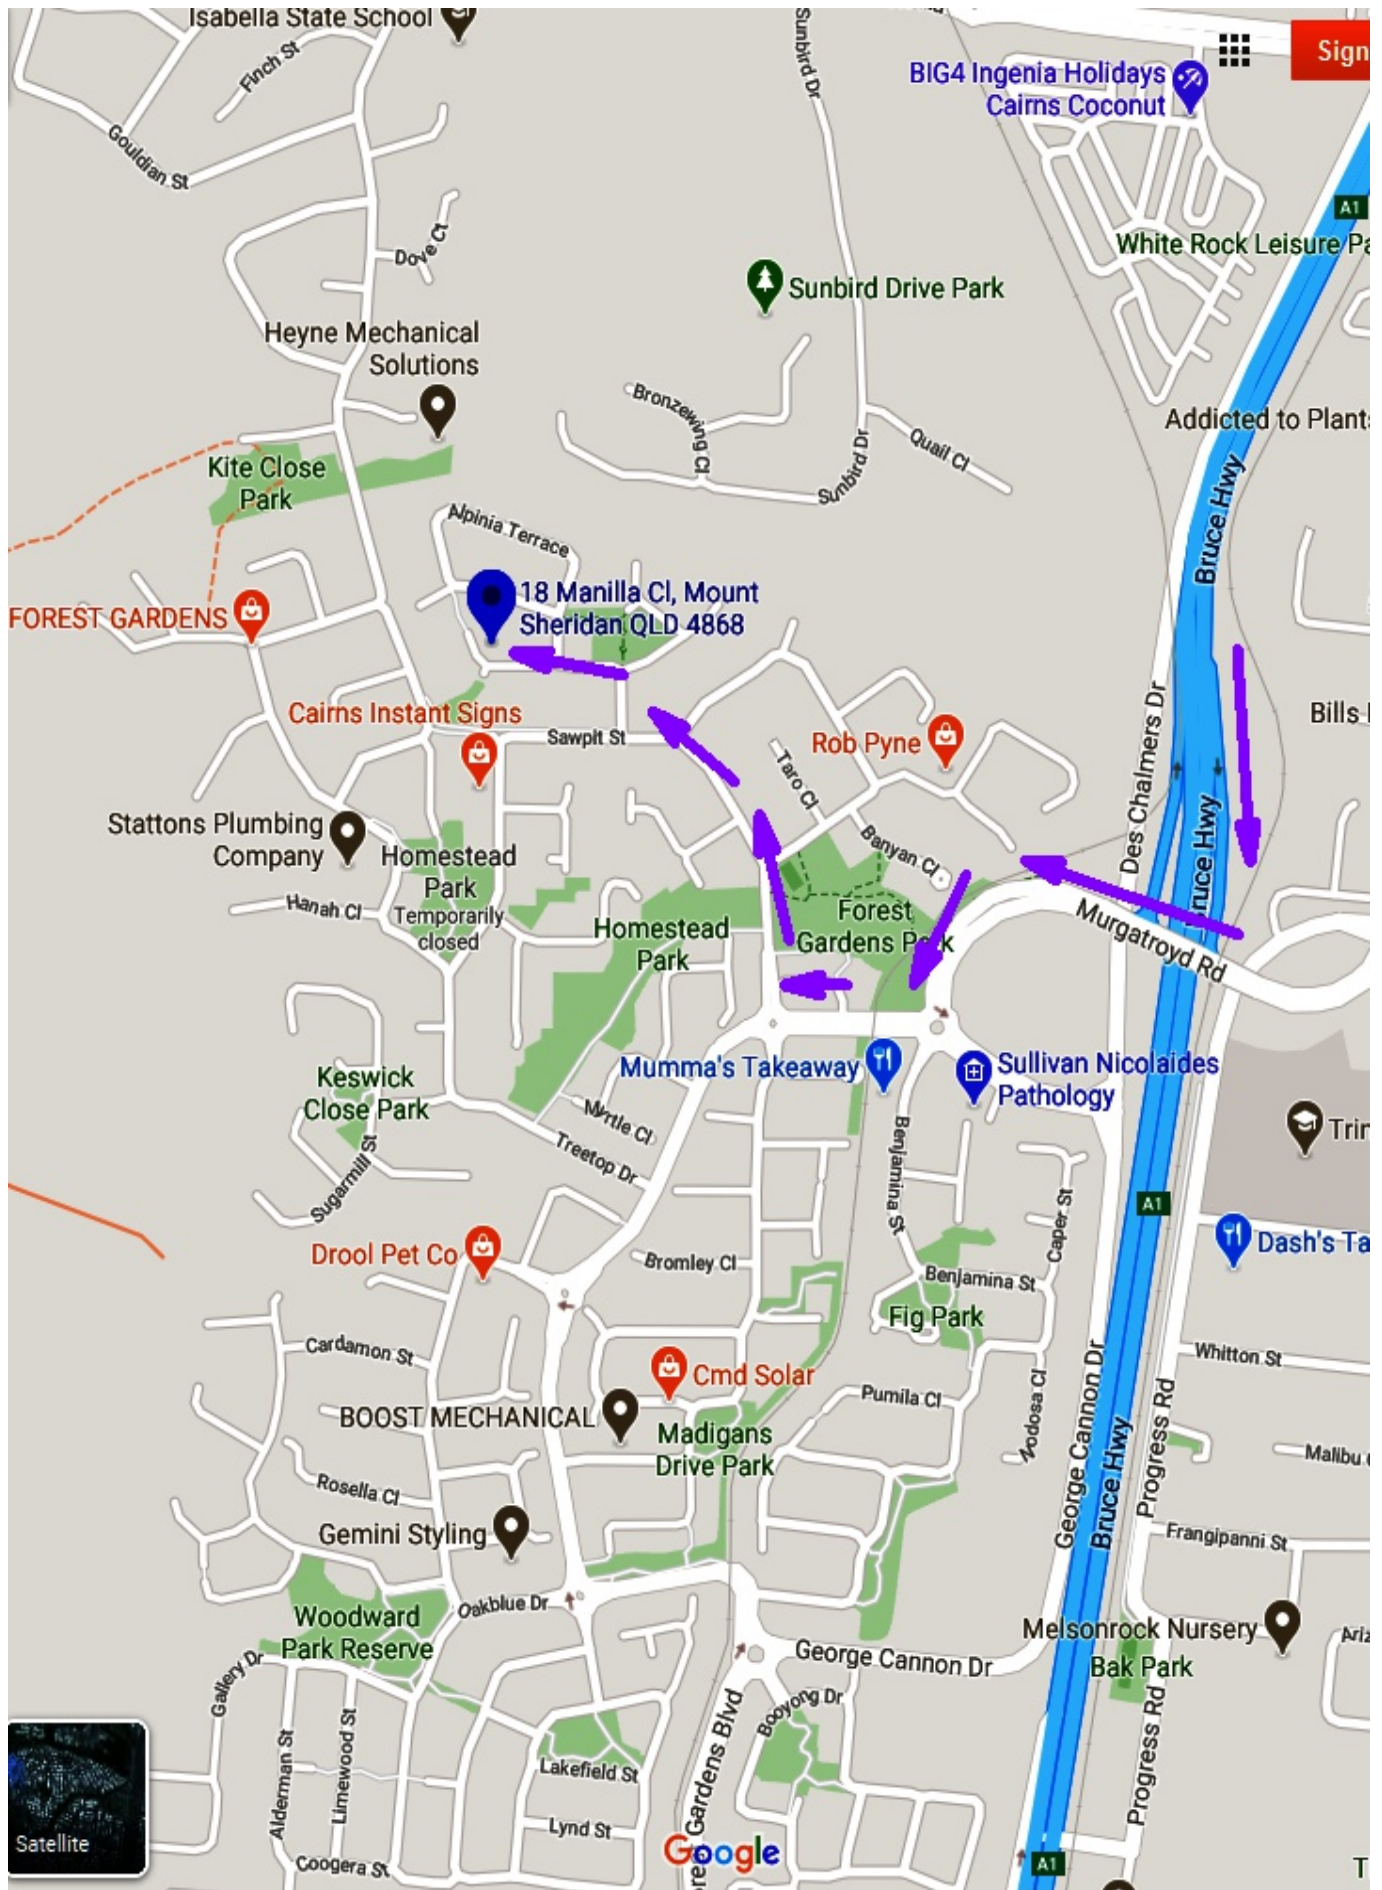 Isabella State School
Finch St
Sunbird Dr
Sign
BIG4 Ingenia Holidays
Cairns Coconut
Gouldian St
A1
Dove Ct
White Rock Leisure Pa
Sunbird Drive Park
Heyne Mechanical
Solutions
Bronzewing Cl
Addicted to Plants
Sunbird Dr
Quail Cl
Kite Close
Park
Bruce Hwy
Alpinia Terrace
18 Manilla Cl, Mount
Sheridan QLD 4868
FOREST GARDENS
Cairns Instant Signs
Des Chalmers Dr
Bills
Sawpit St
Rob Pyne
Taro Cl
Stattons Plumbing
Company
Bruce Hwy
Homestead
Park
Temporarily
closed
Banyan Cl
Hanah Cl
Homestead
Park
Forest
Gardens Park
Murgatroyd Rd
Mumma's Takeaway
Sullivan Nicolaides
Pathology
Keswick
Close Park
Myrtle Cl
Treetop Dr
Benjamina St
Trin
Sugarmill St
Caper St
A1
Drool Pet Co
Bromley Cl
Dash's Ta
Benjamina St
Fig Park
Cardamon St
Whitton St
Cmd Solar
Pumila Cl
Nodosa Cl
George Cannon Dr
BOOST MECHANICAL
Madigans
Drive Park
Bruce Hwy
Progress Rd
Malibu
Rosella Cl
Gemini Styling
Frangipanni St
Oakblue Dr
Woodward
Park Reserve
Melsonrock Nursery
Bak Park
Ariz
George Cannon Dr
Gallery Dr
Booyong Dr
Gardens Blvd
Progress Rd
Alderman St
Limewood St
Lakefield St
Lynd St
Satellite
Google
Coogera St
A1
T